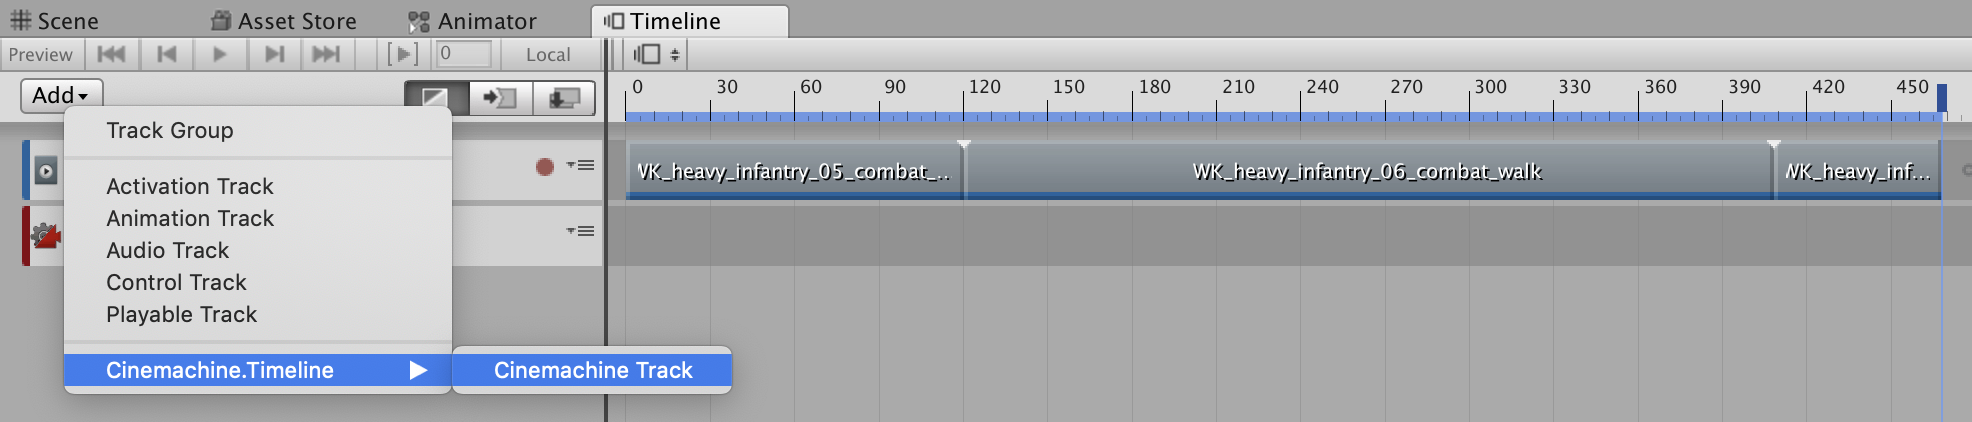 Scene Asset Store Animator Timeline
Preview 0 Local
Add 0 30 60 90 120 150 180 210 240 270 300 330 360 390 420 450
Track Group
WK_heavy_infantry_05_combat_... WK_heavy_infantry_06_combat_walk WK_heavy_inf...
Activation Track
Animation Track
Audio Track
Control Track
Playable Track
Cinemachine.Timeline Cinemachine Track